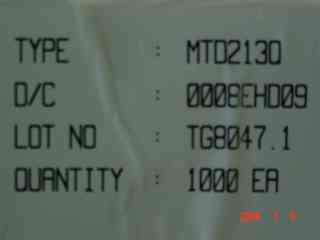 TYPE : MTD2130
D/C : 0008EHD09
LOT NO : TG8047.1
QUANTITY : 1000 EA